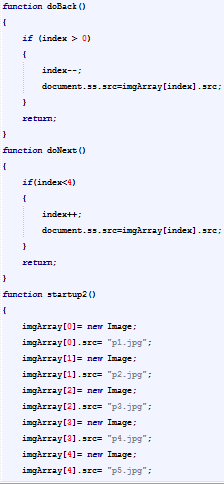 function doBack()
{
if (index > 0)
{
index--;
document.ss.src=imgArray[index].src;
}
return;
}
function doNext()
{
if(index<4)
{
index++;
document.ss.src=imgArray[index].src;
}
return;
}
function startup2()
{
imgArray[0]= new Image;
imgArray[0].src= "p1.jpg";
imgArray[1]= new Image;
imgArray[1].src= "p2.jpg";
imgArray[2]= new Image;
imgArray[2].src= "p3.jpg";
imgArray[3]= new Image;
imgArray[3].src= "p4.jpg";
imgArray[4]= new Image;
imgArray[4].src= "p5.jpg";